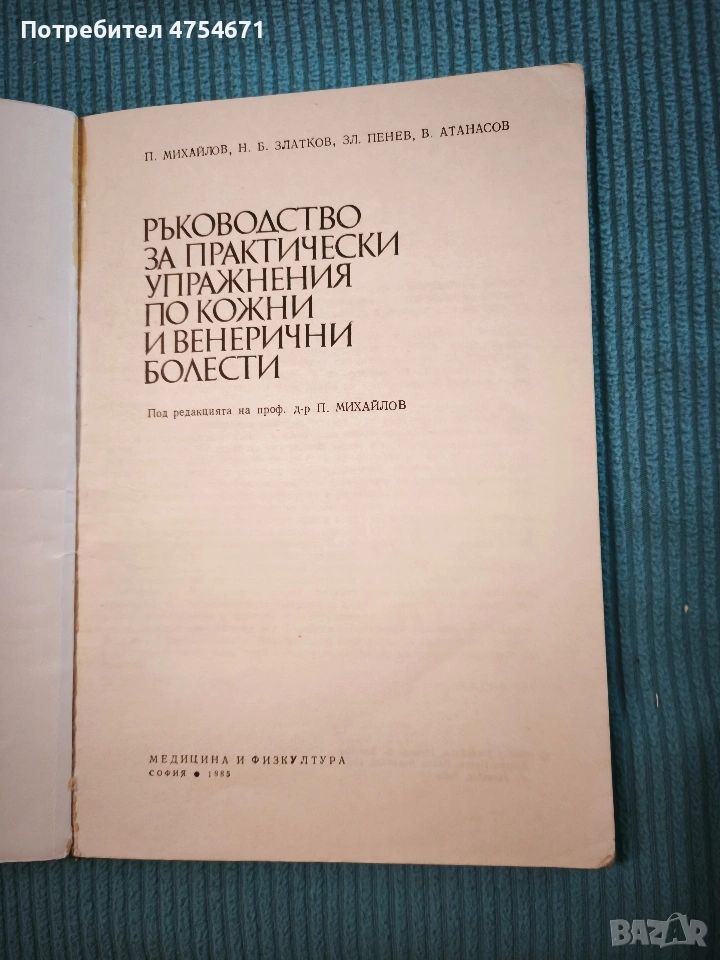 Потребител 4754671
П. МИХАЙЛОВ, Н. Б. ЗЛАТКОВ, ЗЛ. ПЕНЕВ, В. АТАНАСОВ
РЪКОВОДСТВО
ЗА ПРАКТИЧЕСКИ
УПРАЖНЕНИЯ
ПО КОЖНИ
И ВЕНЕРИЧНИ
БОЛЕСТИ
Под редакцията на проф. д-р П. МИХАЙЛОВ
МЕДИЦИНА И ФИЗКУЛТУРА
СОФИЯ ● 1985
BAZAR